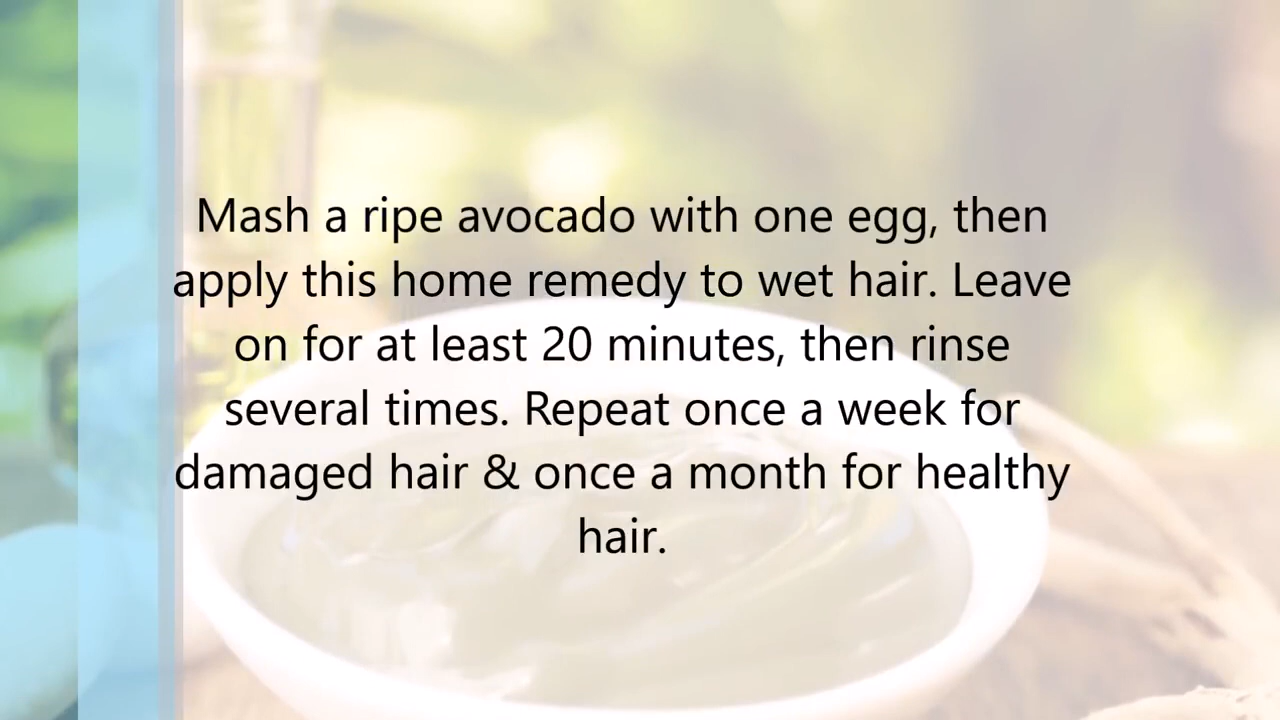 Mash a ripe avocado with one egg, then
apply this home remedy to wet hair. Leave
on for at least 20 minutes, then rinse
several times. Repeat once a week for
damaged hair & once a month for healthy
hair.